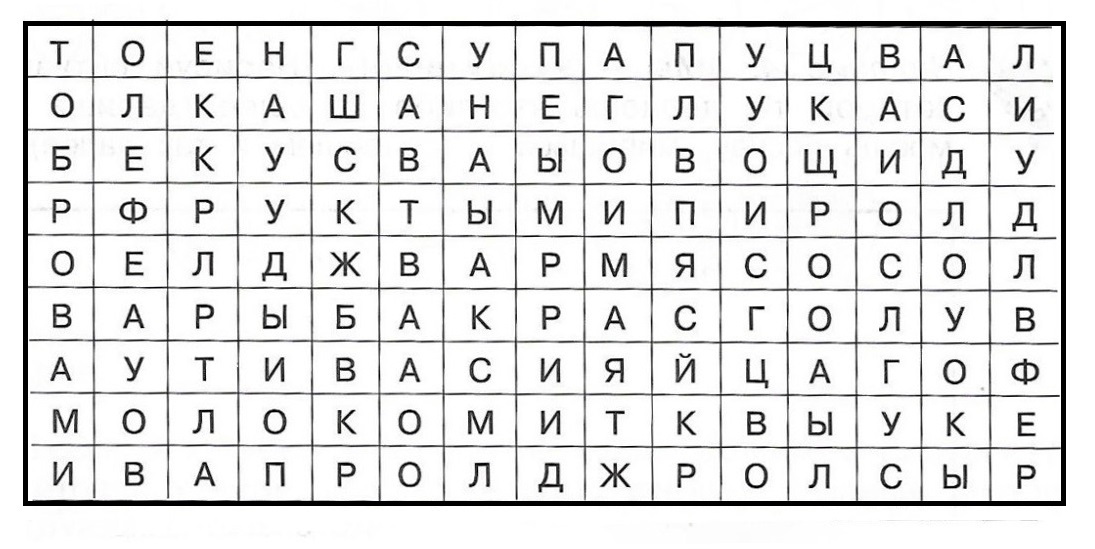 Т О Е Н Г С У П А П У Ц В А Л
О Л К А Ш А Н Е Г Л У К А С И
Б Е К У С В А Ы О В О Щ И Д У
Р Ф Р У К Т Ы М И П И Р О Л Д
О Е Л Д Ж В А Р М Я С О С О Л
В А Р Ы Б А К Р А С Г О Л У В
А У Т И В А С И Я Й Ц А Г О Ф
М О Л О К О М И Т К В Ы У К Е
И В А П Р О Л Д Ж Р О Л С Ы Р